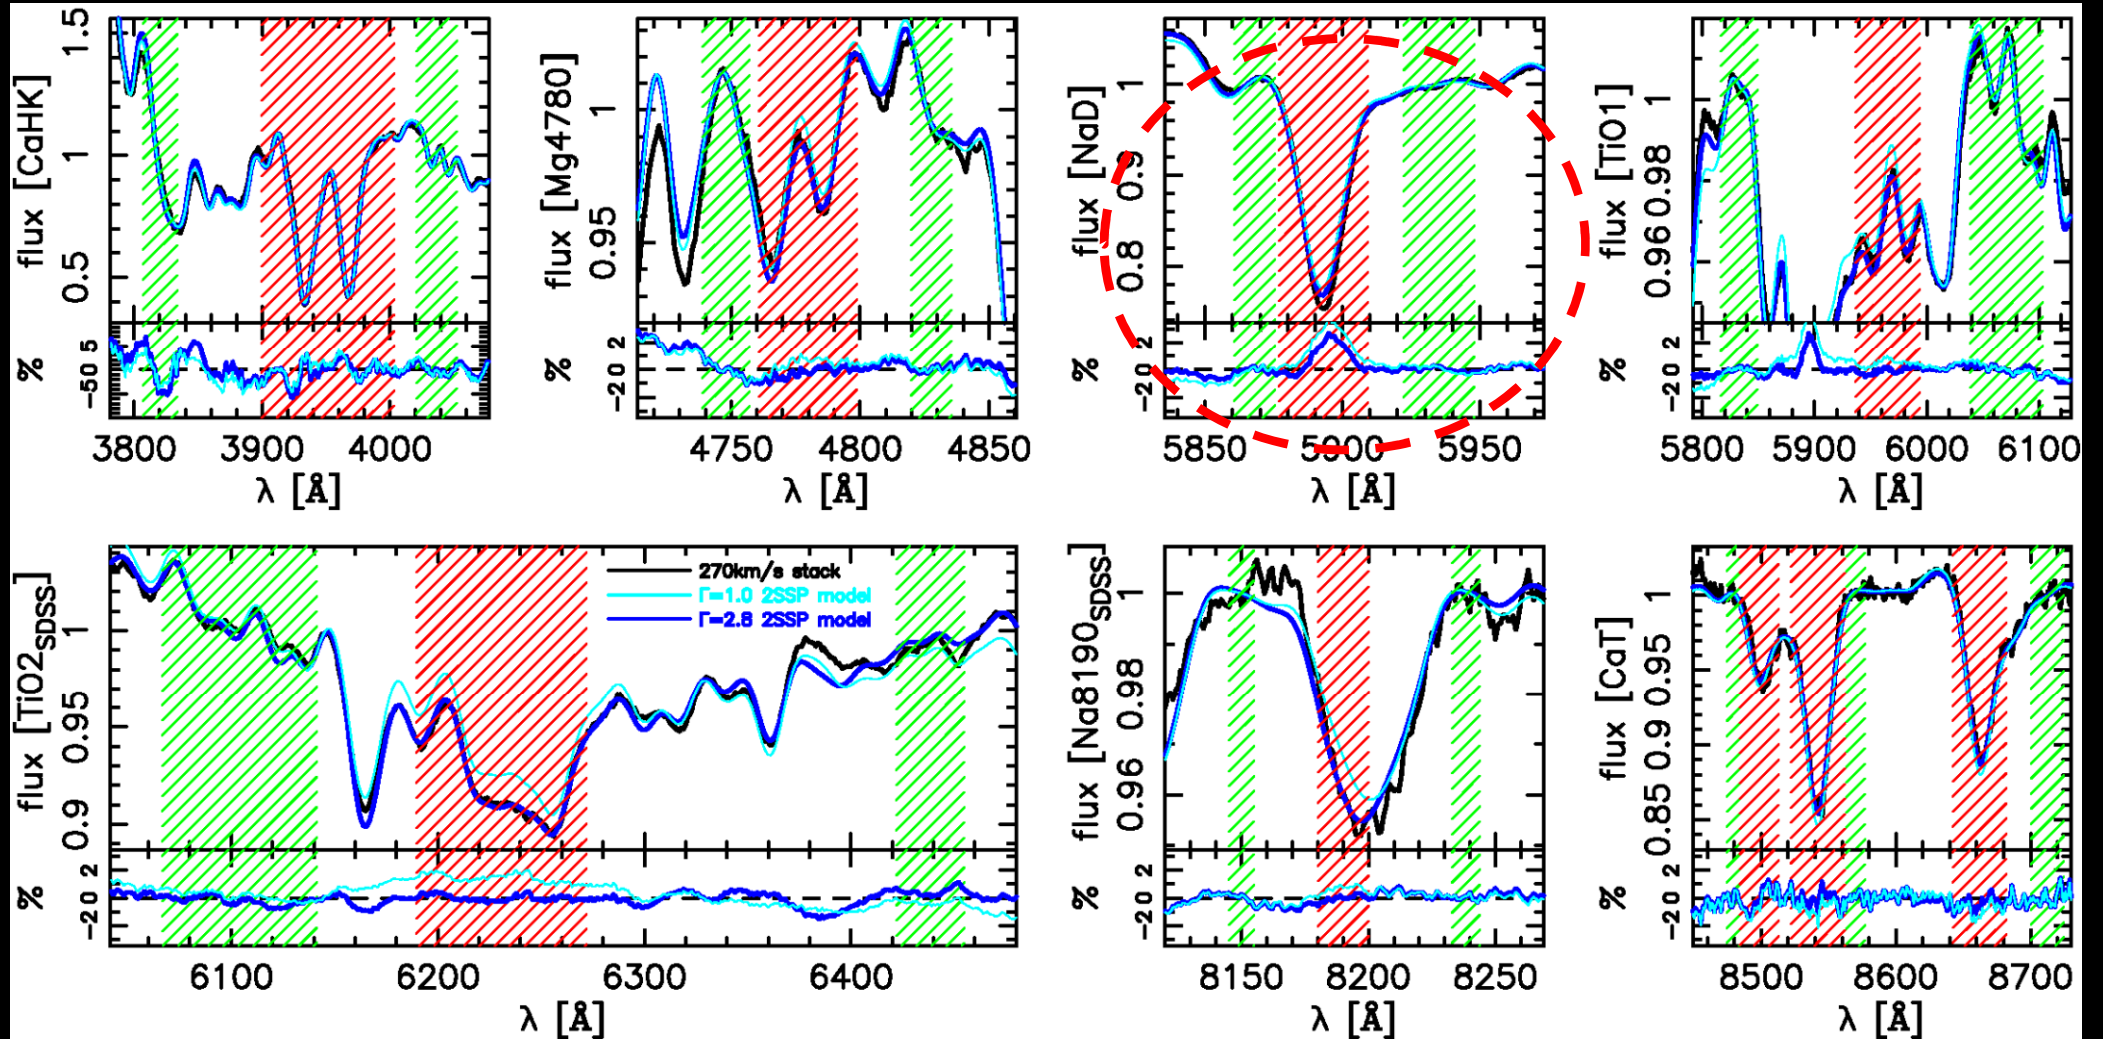 flux [CaHK]
0.5 1 1.5
%
−50 5
3800 3900 4000
λ [Å]
flux [Mg4780]
0.95 1
%
−2 0 2
4750 4800 4850
λ [Å]
flux [NaD]
0.8 0.9 1
%
−2 0 2
5850 5900 5950
λ [Å]
flux [TiO1]
0.96 0.98 1
%
−2 0 2
5800 5900 6000 6100
λ [Å]
flux [TiO2SDSS]
0.9 0.95 1
%
−2 0 2
270km/s stack
Γ=1.0 2SSP model
Γ=2.8 2SSP model
6100 6200 6300 6400
λ [Å]
flux [Na8190SDSS]
0.96 0.98 1
%
−2 0 2
8150 8200 8250
λ [Å]
flux [CaT]
0.85 0.9 0.95 1
%
−2 0 2
8500 8600 8700
λ [Å]